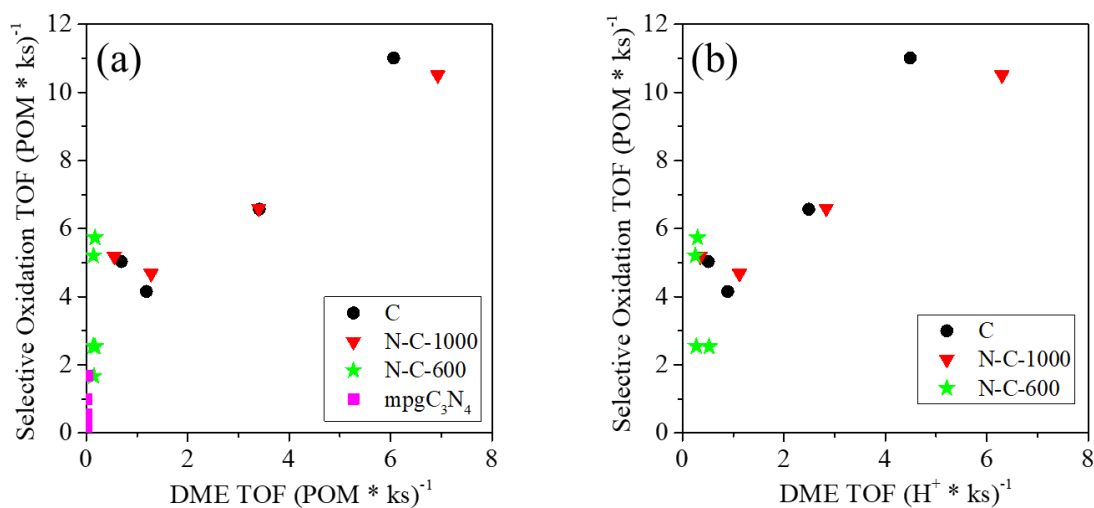 (a)
12
10
8
6
4
2
0
Selective Oxidation TOF (POM * ks)⁻¹
C
N-C-1000
N-C-600
mpgC₃N₄
0 2 4 6 8
DME TOF (POM * ks)⁻¹
(b)
12
10
8
6
4
2
0
Selective Oxidation TOF (POM * ks)⁻¹
C
N-C-1000
N-C-600
0 2 4 6 8
DME TOF (H⁺ * ks)⁻¹